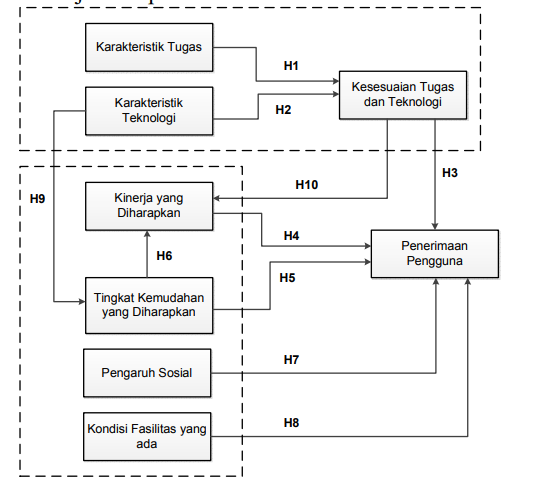 Karakteristik Tugas
H1
Kesesuaian Tugas
dan Teknologi
Karakteristik
Teknologi
H2
H3
H10
H9
Kinerja yang
Diharapkan
H4
Penerimaan
Pengguna
H6
H5
Tingkat Kemudahan
yang Diharapkan
Pengaruh Sosial
H7
Kondisi Fasilitas yang
ada
H8